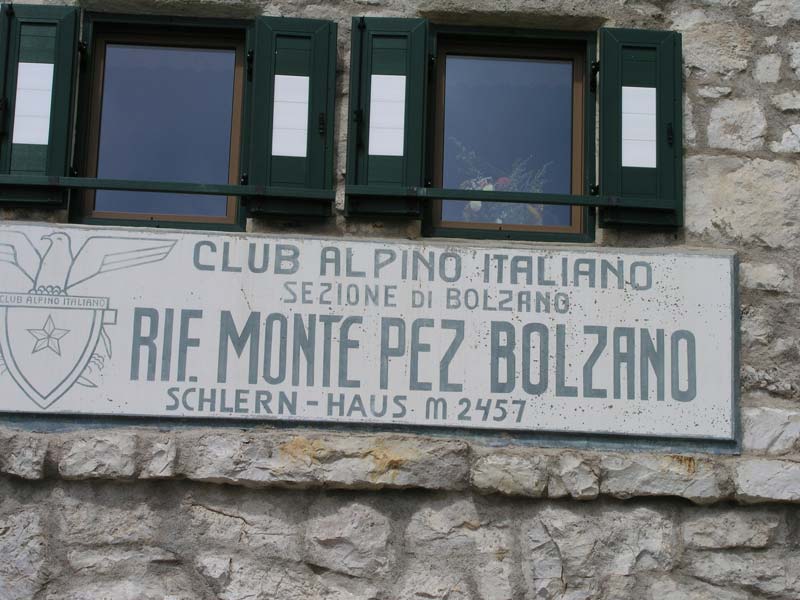 CLUB ALPINO ITALIANO
CLUB ALPINO ITALIANO
SEZIONE DI BOLZANO
RIF. MONTE PEZ BOLZANO
SCHLERN - HAUS m 2457